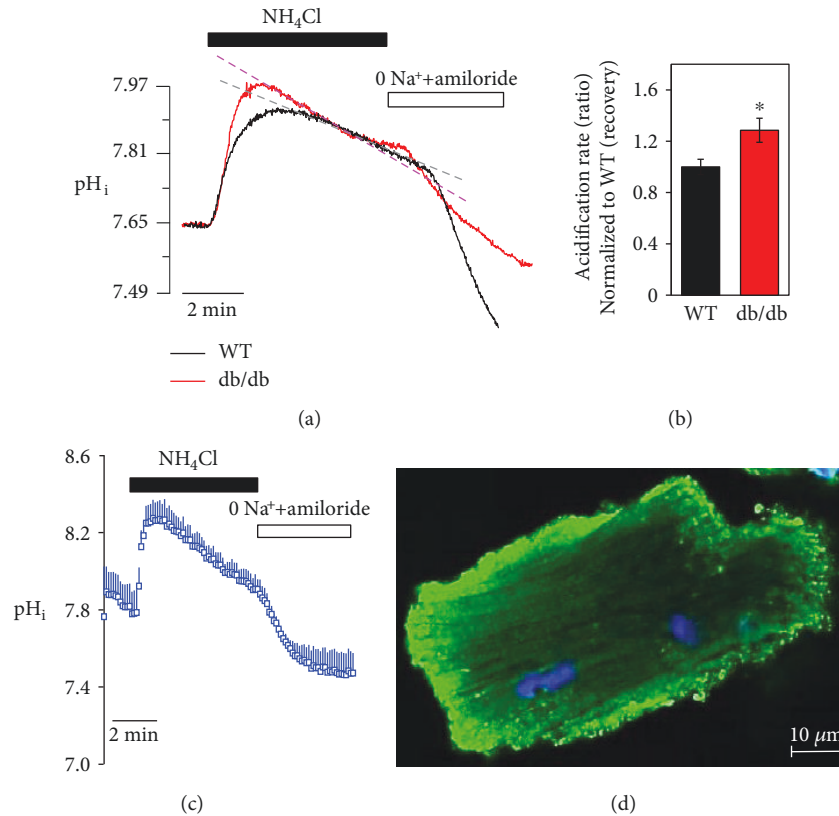 NH₄Cl
0 Na⁺+amiloride
7.97
7.81
7.65
7.49
pHᵢ
2 min
WT
db/db
(a)
Acidification rate (ratio)
Normalized to WT (recovery)
1.6
1.2
0.8
0.4
0
*
WT
db/db
(b)
NH₄Cl
0 Na⁺+amiloride
8.6
8.2
7.8
7.4
7.0
pHᵢ
2 min
(c)
10 μm
(d)